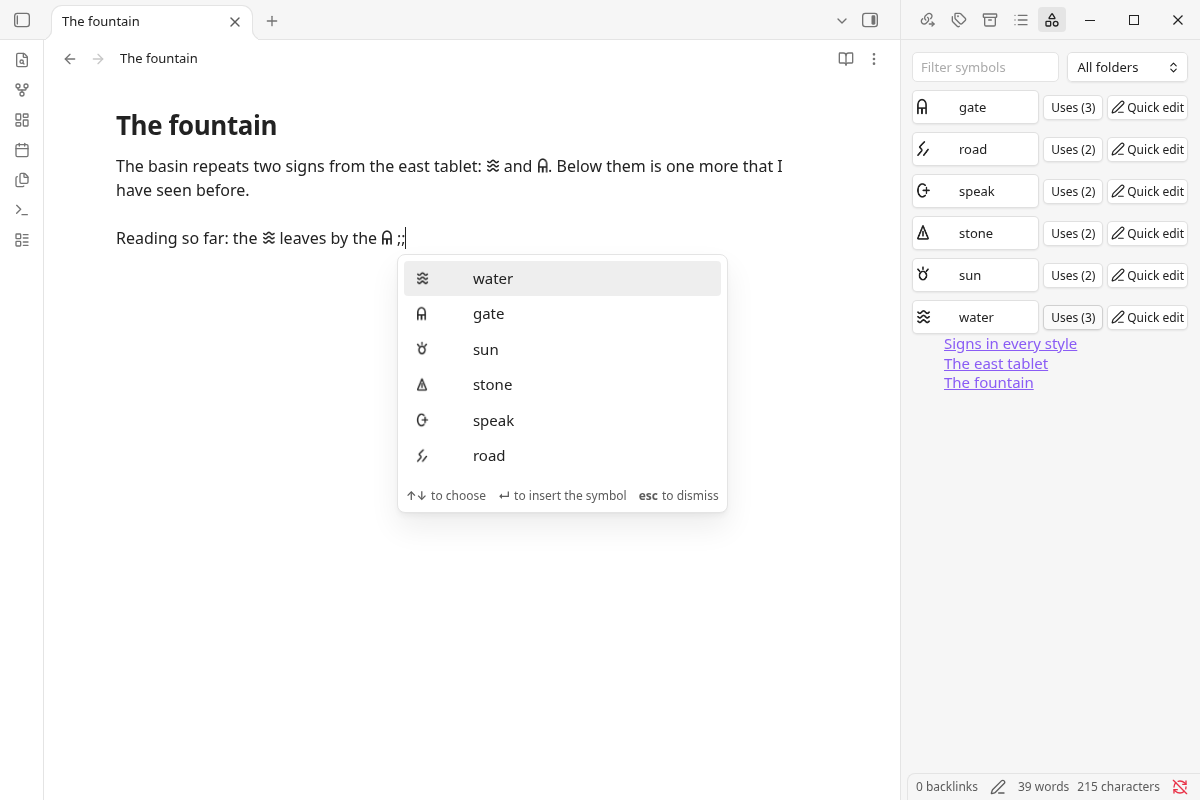 The fountain
The fountain
The fountain
The basin repeats two signs from the east tablet: and . Below them is one more that I
have seen before.
Reading so far: the leaves by the ;;
water
gate
sun
stone
speak
road
↑↓ to choose ↵ to insert the symbol esc to dismiss
Filter symbols All folders
gate Uses (3) Quick edit
road Uses (2) Quick edit
speak Uses (2) Quick edit
stone Uses (2) Quick edit
sun Uses (2) Quick edit
water Uses (3) Quick edit
Signs in every style
The east tablet
The fountain
0 backlinks 39 words 215 characters